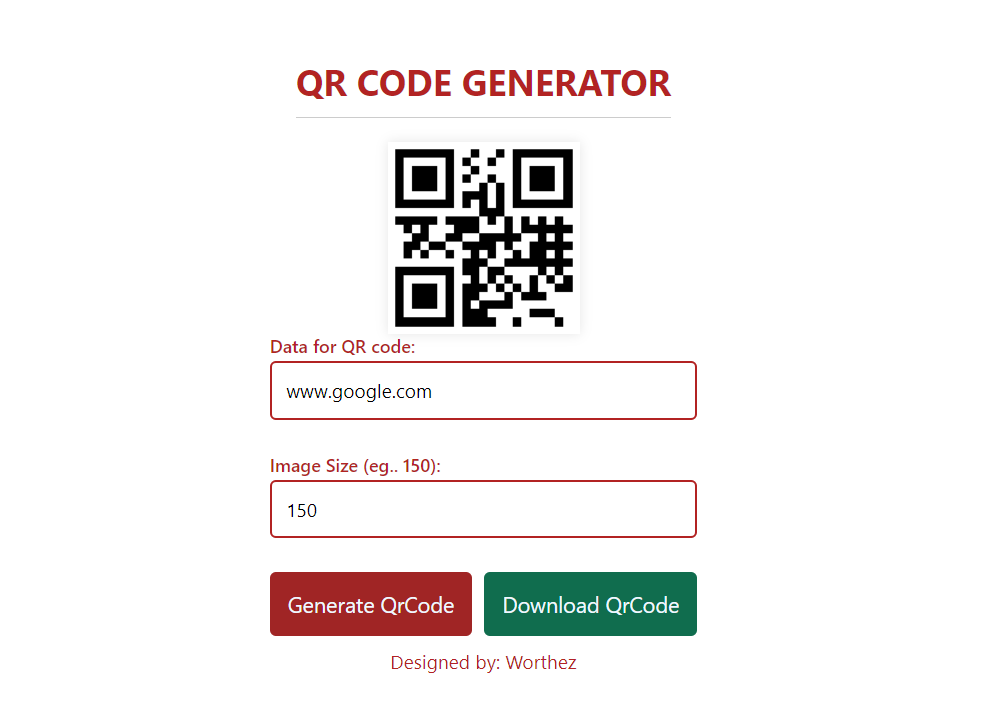 QR CODE GENERATOR
Data for QR code:
www.google.com
Image Size (eg.. 150):
150
Generate QrCode
Download QrCode
Designed by: Worthez